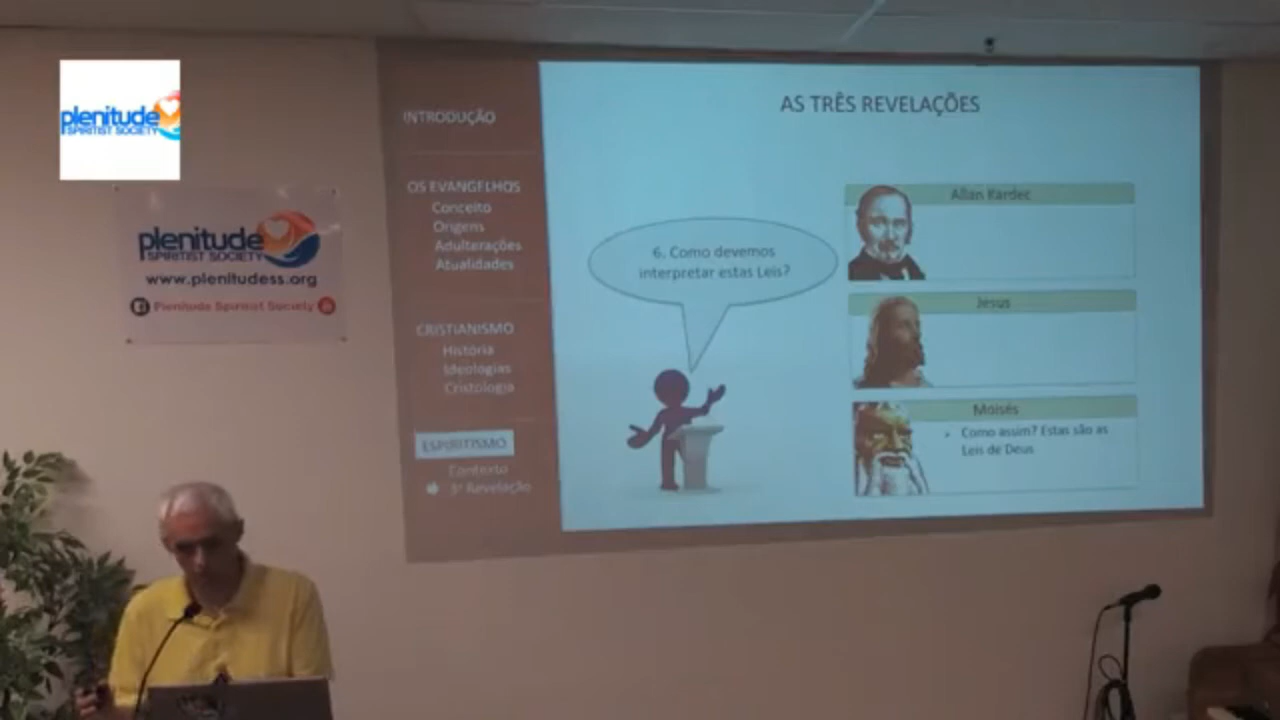 plenitude
SPIRITIST SOCIETY
plenitude
SPIRITIST SOCIETY
www.plenitudess.org
Plenitude Spiritist Society
INTRODUÇÃO
OS EVANGELHOS
Conceito
Origens
Adulterações
Atualidades
CRISTIANISMO
História
Ideologias
Cristologia
ESPIRITISMO
Contexto
3ª Revelação
AS TRÊS REVELAÇÕES
6. Como devemos
interpretar estas Leis?
Allan Kardec
Jesus
Moisés
Como assim? Estas são as
Leis de Deus